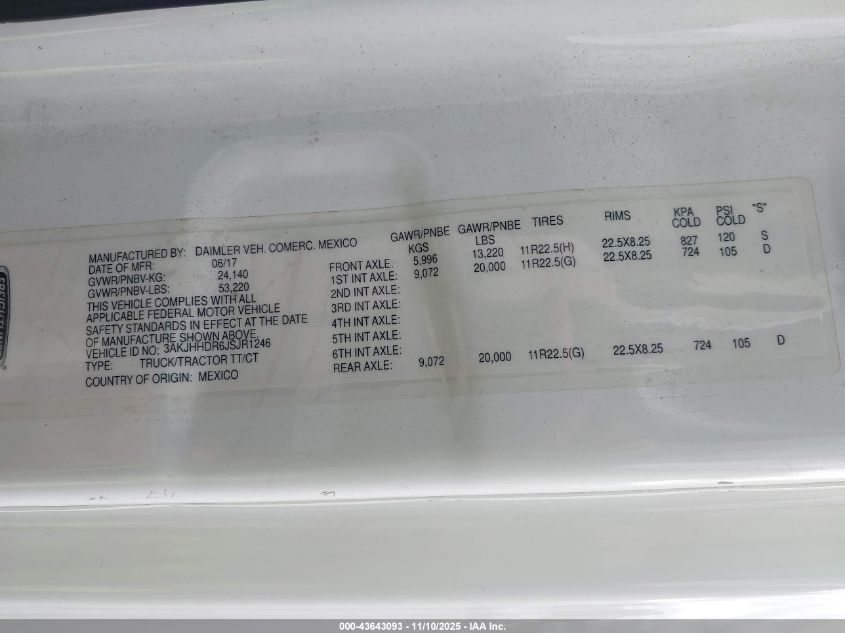 GAWR/PNBE KGS GAWR/PNBE LBS TIRES RIMS KPA COLD PSI COLD "S"
MANUFACTURED BY: DAIMLER VEH. COMERC. MEXICO
DATE OF MFR: 06/17
GVWR/PNBV-KG: 24,140
GVWR/PNBV-LBS: 53,220
THIS VEHICLE COMPLIES WITH ALL
APPLICABLE FEDERAL MOTOR VEHICLE
SAFETY STANDARDS IN EFFECT AT THE DATE
OF MANUFACTURE SHOWN ABOVE
VEHICLE ID NO: 3AKJHHDR6JSJR1246
TYPE: TRUCK/TRACTOR TT/CT
COUNTRY OF ORIGIN: MEXICO
FRONT AXLE: 5,996 13,220 11R22.5(H) 22.5X8.25 827 120 S
1ST INT AXLE: 9,072 20,000 11R22.5(G) 22.5X8.25 724 105 D
2ND INT AXLE:
3RD INT AXLE:
4TH INT AXLE:
5TH INT AXLE:
6TH INT AXLE:
REAR AXLE: 9,072 20,000 11R22.5(G) 22.5X8.25 724 105 D
000-43643093 - 11/10/2025 - IAA Inc.